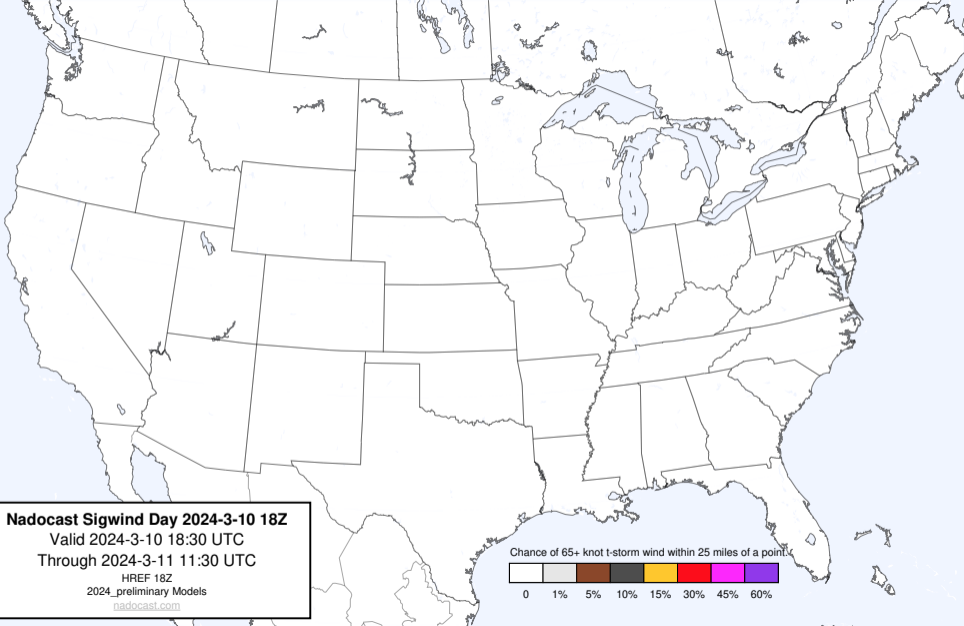 Nadocast Sigwind Day 2024-3-10 18Z
Valid 2024-3-10 18:30 UTC
Through 2024-3-11 11:30 UTC
HREF 18Z
2024_preliminary Models
nadocast.com
Chance of 65+ knot t-storm wind within 25 miles of a point.
0 1% 5% 10% 15% 30% 45% 60%